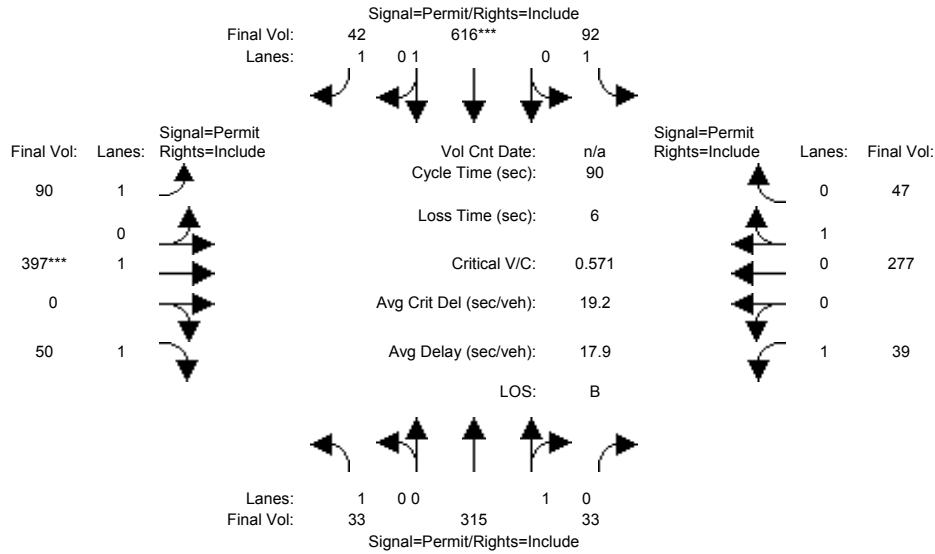 Signal=Permit/Rights=Include
Final Vol: 42 616*** 92
Lanes: 1 0 1 0 1
Signal=Permit
Final Vol: Lanes: Rights=Include
Vol Cnt Date: n/a
Signal=Permit
Rights=Include Lanes: Final Vol:
Cycle Time (sec): 90
90 1
0 47
Loss Time (sec): 6
0
1
397*** 1
Critical V/C: 0.571
0 277
0 0
Avg Crit Del (sec/veh): 19.2
0
50 1
Avg Delay (sec/veh): 17.9
1 39
LOS: B
Lanes: 1 0 0 1 0
Final Vol: 33 315 33
Signal=Permit/Rights=Include